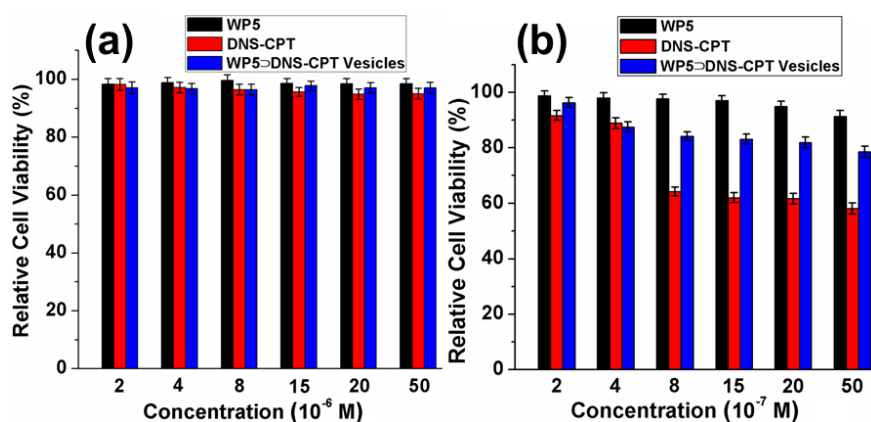 (a)
WP5
DNS-CPT
WP5⊃DNS-CPT Vesicles
Relative Cell Viability (%)
100
80
60
40
20
0
2 4 8 15 20 50
Concentration (10⁻⁶ M)
(b)
WP5
DNS-CPT
WP5⊃DNS-CPT Vesicles
Relative Cell Viability (%)
100
80
60
40
20
0
2 4 8 15 20 50
Concentration (10⁻⁷ M)